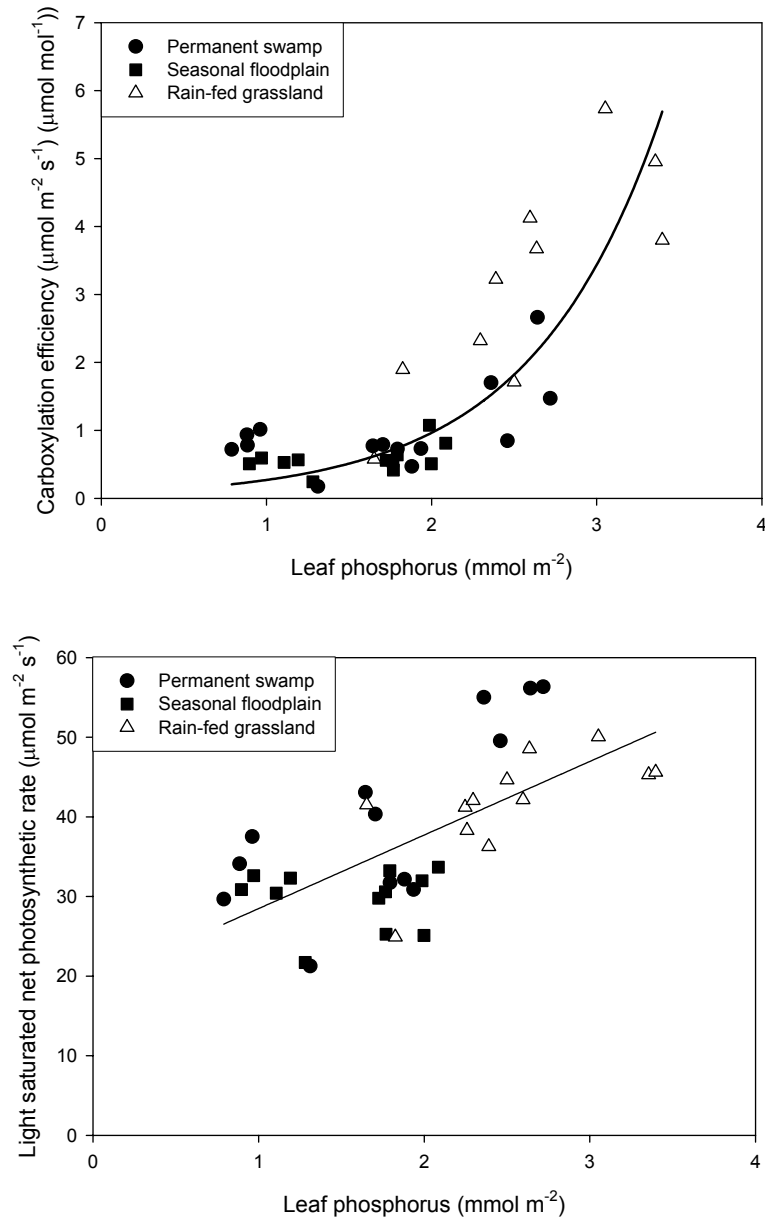 7
6
5
4
3
2
1
0
Carboxylation efficiency (μmol m⁻² s⁻¹) (μmol mol⁻¹))
Permanent swamp
Seasonal floodplain
Rain-fed grassland
0 1 2 3 4
Leaf phosphorus (mmol m⁻²)
60
50
40
30
20
10
0
Light saturated net photosynthetic rate (μmol m⁻² s⁻¹)
Permanent swamp
Seasonal floodplain
Rain-fed grassland
0 1 2 3 4
Leaf phosphorus (mmol m⁻²)